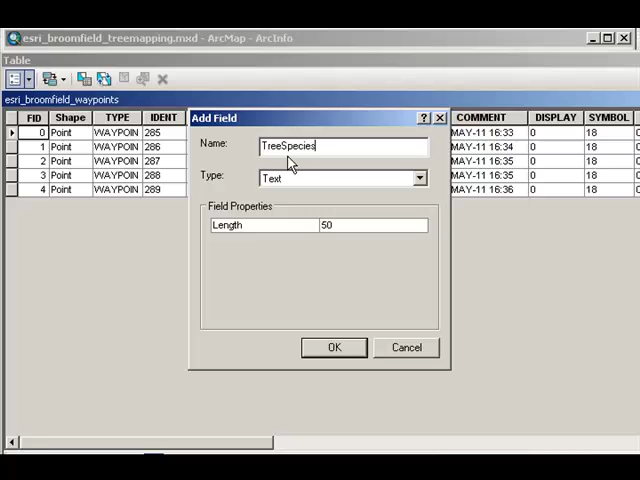 esri_broomfield_treemapping.mxd - ArcMap - ArcInfo
Table
esri_broomfield_waypoints
FID Shape TYPE IDENT COMMENT DISPLAY SYMBOL
0 Point WAYPOIN 285 MAY-11 16:33 0 18
1 Point WAYPOIN 286 MAY-11 16:34 0 18
2 Point WAYPOIN 287 MAY-11 16:35 0 18
3 Point WAYPOIN 288 MAY-11 16:35 0 18
4 Point WAYPOIN 289 MAY-11 16:36 0 18
Add Field
Name: TreeSpecies
Type: Text
Field Properties
Length 50
OK Cancel